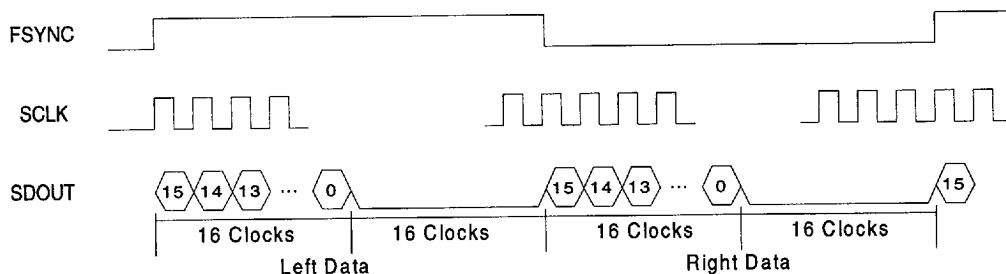 FSYNC
SCLK
SDOUT
15 14 13 ... 0 15 14 13 ... 0 15
16 Clocks 16 Clocks 16 Clocks 16 Clocks
Left Data Right Data